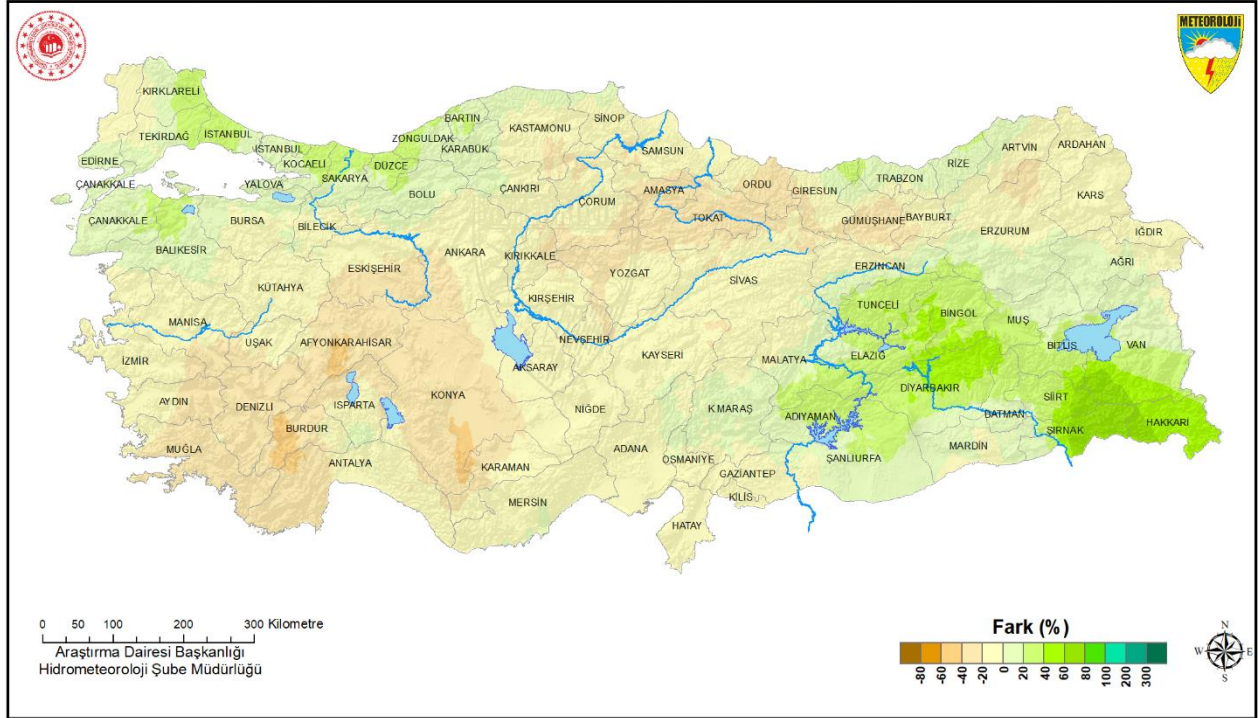 METEOROLOJİ
KIRKLARELİ
TEKİRDAĞ
İSTANBUL
EDİRNE
ÇANAKKALE
İSTANBUL
KOCAELİ
YALOVA
SAKARYA
DÜZCE
ZONGULDAK
BARTIN
KARABÜK
KASTAMONU
SİNOP
SAMSUN
BOLU
ÇANKIRI
ÇORUM
AMASYA
TOKAT
ORDU
GİRESUN
TRABZON
RİZE
ARTVİN
ARDAHAN
KARS
GÜMÜŞHANE
BAYBURT
ERZURUM
IĞDIR
AĞRI
ÇANAKKALE
BALIKESİR
BURSA
BİLECİK
ESKİŞEHİR
ANKARA
KIRIKKALE
YOZGAT
SİVAS
ERZİNCAN
TUNCELİ
BİNGÖL
MUŞ
BİTLİS
VAN
KÜTAHYA
MANİSA
UŞAK
AFYONKARAHİSAR
KIRŞEHİR
NEVŞEHİR
AKSARAY
KAYSERİ
MALATYA
ELAZIĞ
DİYARBAKIR
İZMİR
AYDIN
DENİZLİ
ISPARTA
BURDUR
KONYA
NİĞDE
K.MARAŞ
ADIYAMAN
BATMAN
SİİRT
ŞIRNAK
HAKKARİ
MARDİN
MUĞLA
ANTALYA
KARAMAN
ADANA
OSMANİYE
GAZİANTEP
ŞANLIURFA
KİLİS
MERSİN
HATAY
0 50 100 200 300 Kilometre
Araştırma Dairesi Başkanlığı
Hidrometeoroloji Şube Müdürlüğü
Fark (%)
-80 -60 -40 -20 0 20 40 60 80 100 200 300
N
W E
S